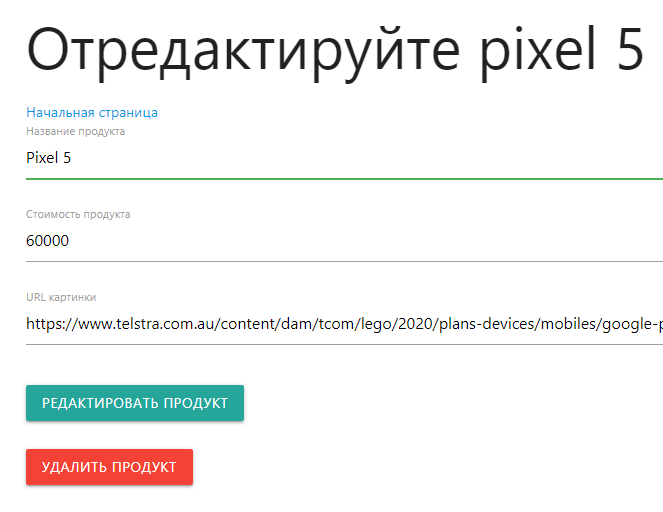 Отредактируйте pixel 5
Начальная страница
Название продукта
Pixel 5
Стоимость продукта
60000
URL картинки
https://www.telstra.com.au/content/dam/tcom/lego/2020/plans-devices/mobiles/google-p
РЕДАКТИРОВАТЬ ПРОДУКТ
УДАЛИТЬ ПРОДУКТ